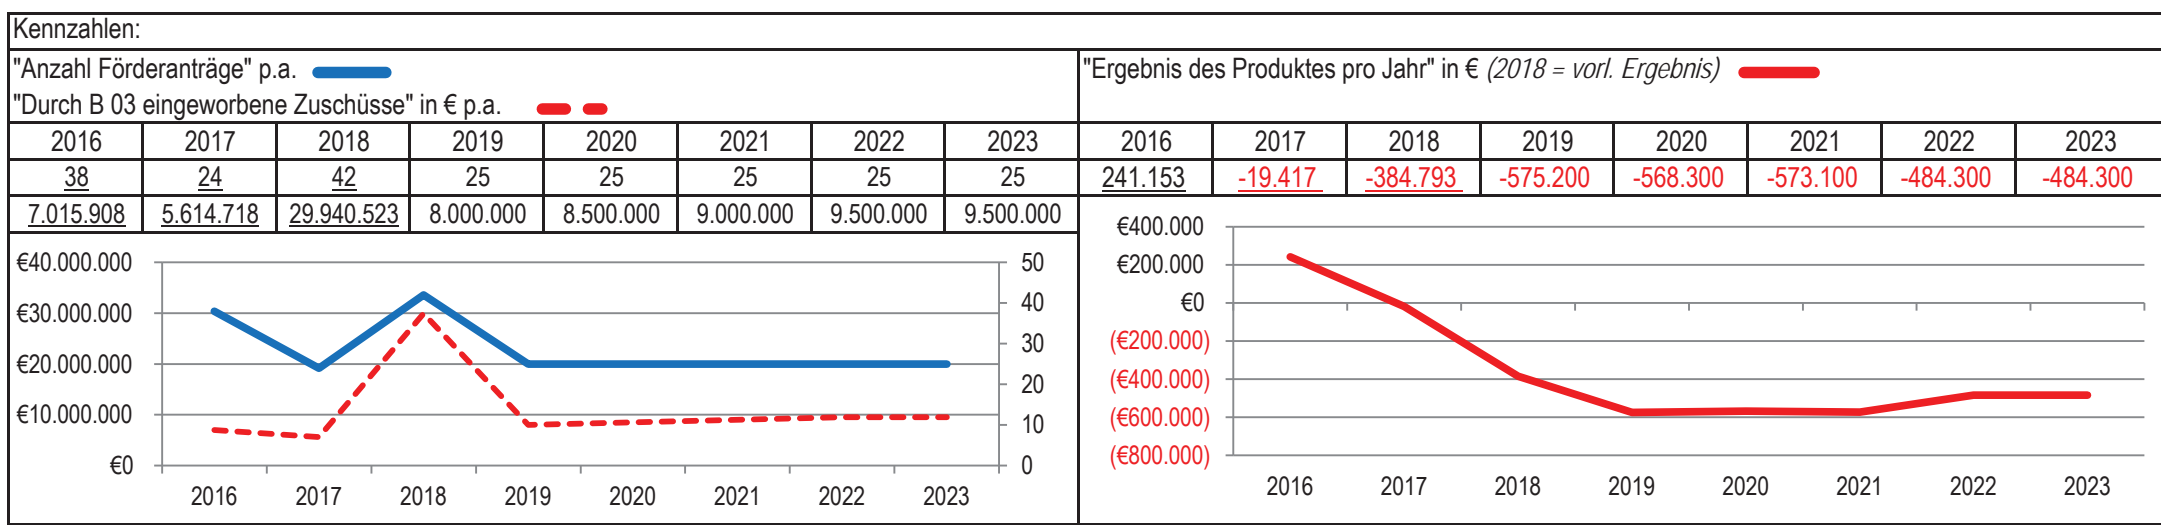 Kennzahlen:
"Anzahl Förderanträge" p.a.
"Durch B 03 eingeworbene Zuschüsse" in € p.a.
2016 2017 2018 2019 2020 2021 2022 2023
38 24 42 25 25 25 25 25
7.015.908 5.614.718 29.940.523 8.000.000 8.500.000 9.000.000 9.500.000 9.500.000
€40.000.000 50
40
€30.000.000
30
€20.000.000
20
€10.000.000 10
€0 0
2016 2017 2018 2019 2020 2021 2022 2023
"Ergebnis des Produktes pro Jahr" in € (2018 = vorl. Ergebnis)
2016 2017 2018 2019 2020 2021 2022 2023
241.153 -19.417 -384.793 -575.200 -568.300 -573.100 -484.300 -484.300
€400.000
€200.000
€0
(€200.000)
(€400.000)
(€600.000)
(€800.000)
2016 2017 2018 2019 2020 2021 2022 2023